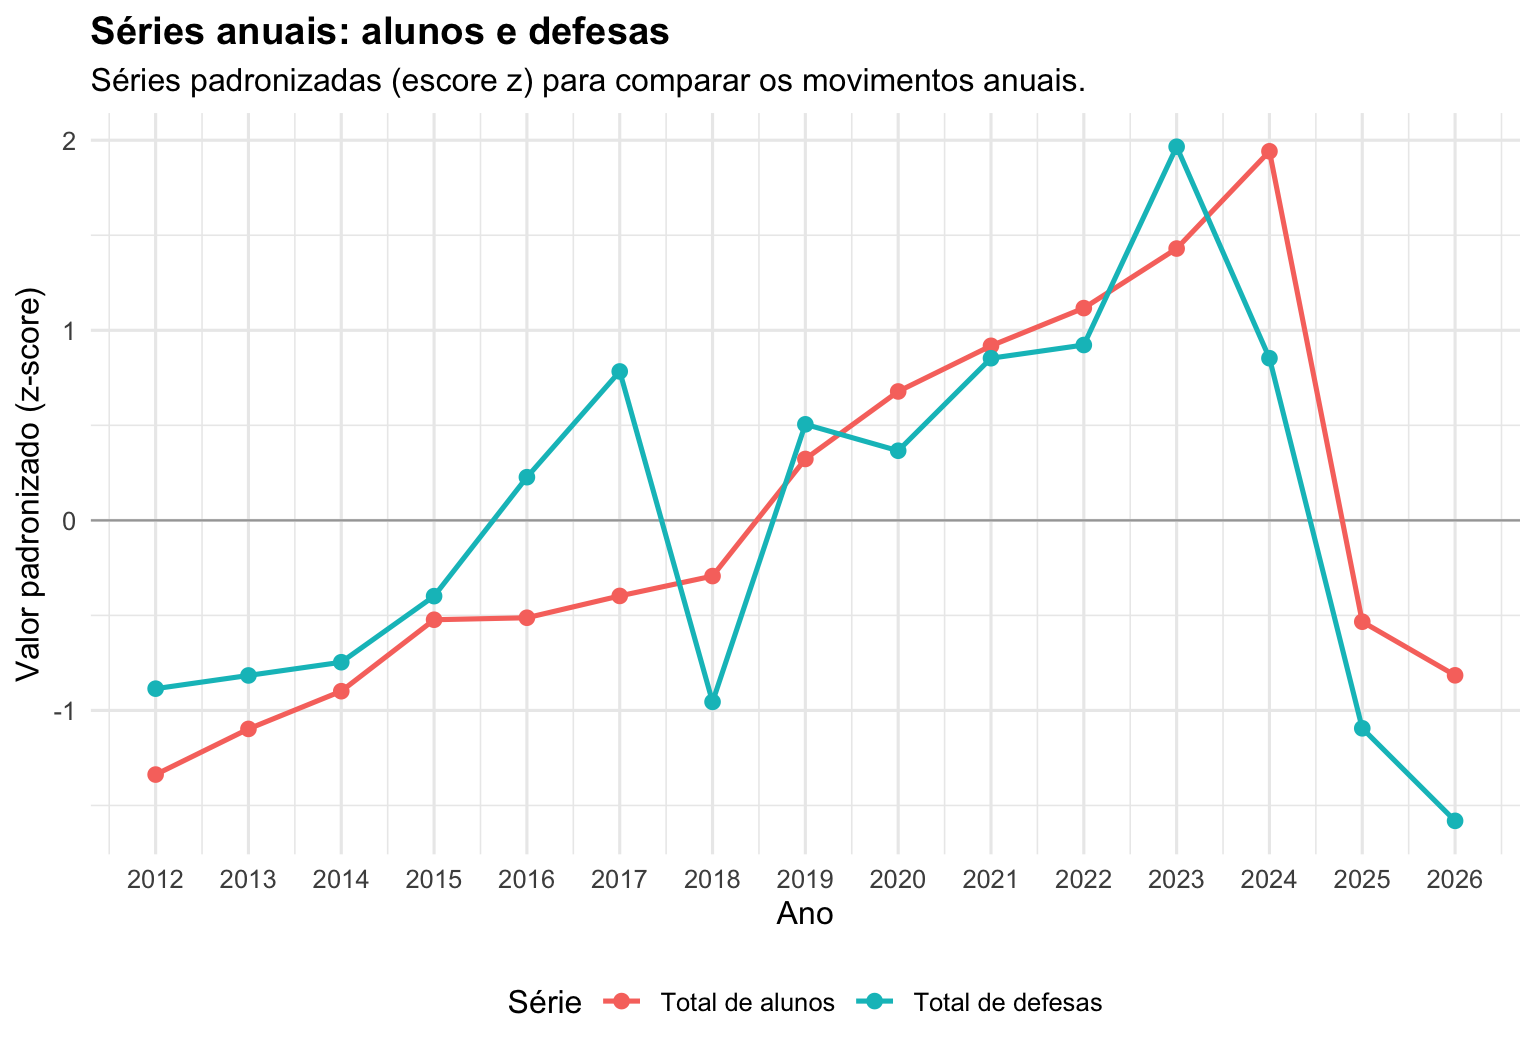 Séries anuais: alunos e defesas
Séries padronizadas (escore z) para comparar os movimentos anuais.
Valor padronizado (z-score)
2
1
0
-1
2012 2013 2014 2015 2016 2017 2018 2019 2020 2021 2022 2023 2024 2025 2026
Ano
Série Total de alunos Total de defesas